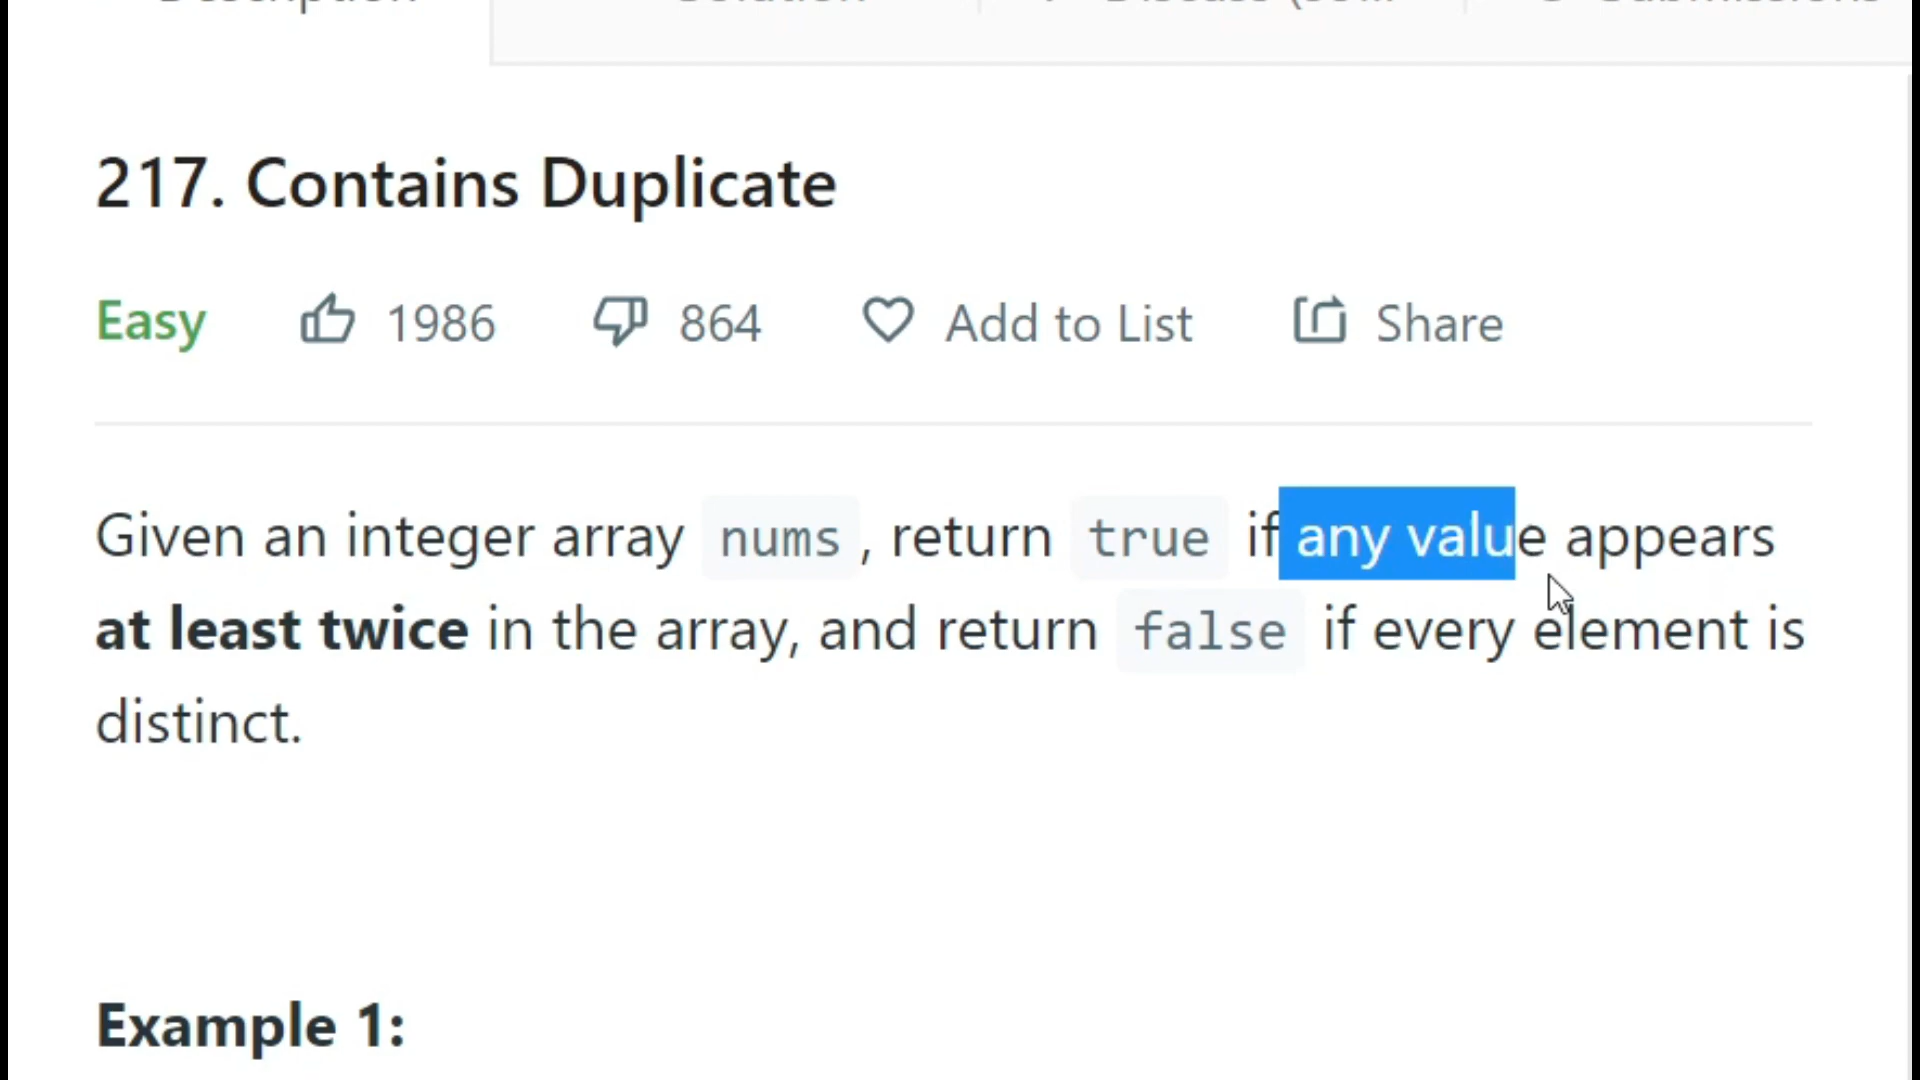 217. Contains Duplicate
Easy 1986 864 Add to List Share
Given an integer array nums, return true if any value appears
at least twice in the array, and return false if every element is
distinct.
Example 1: